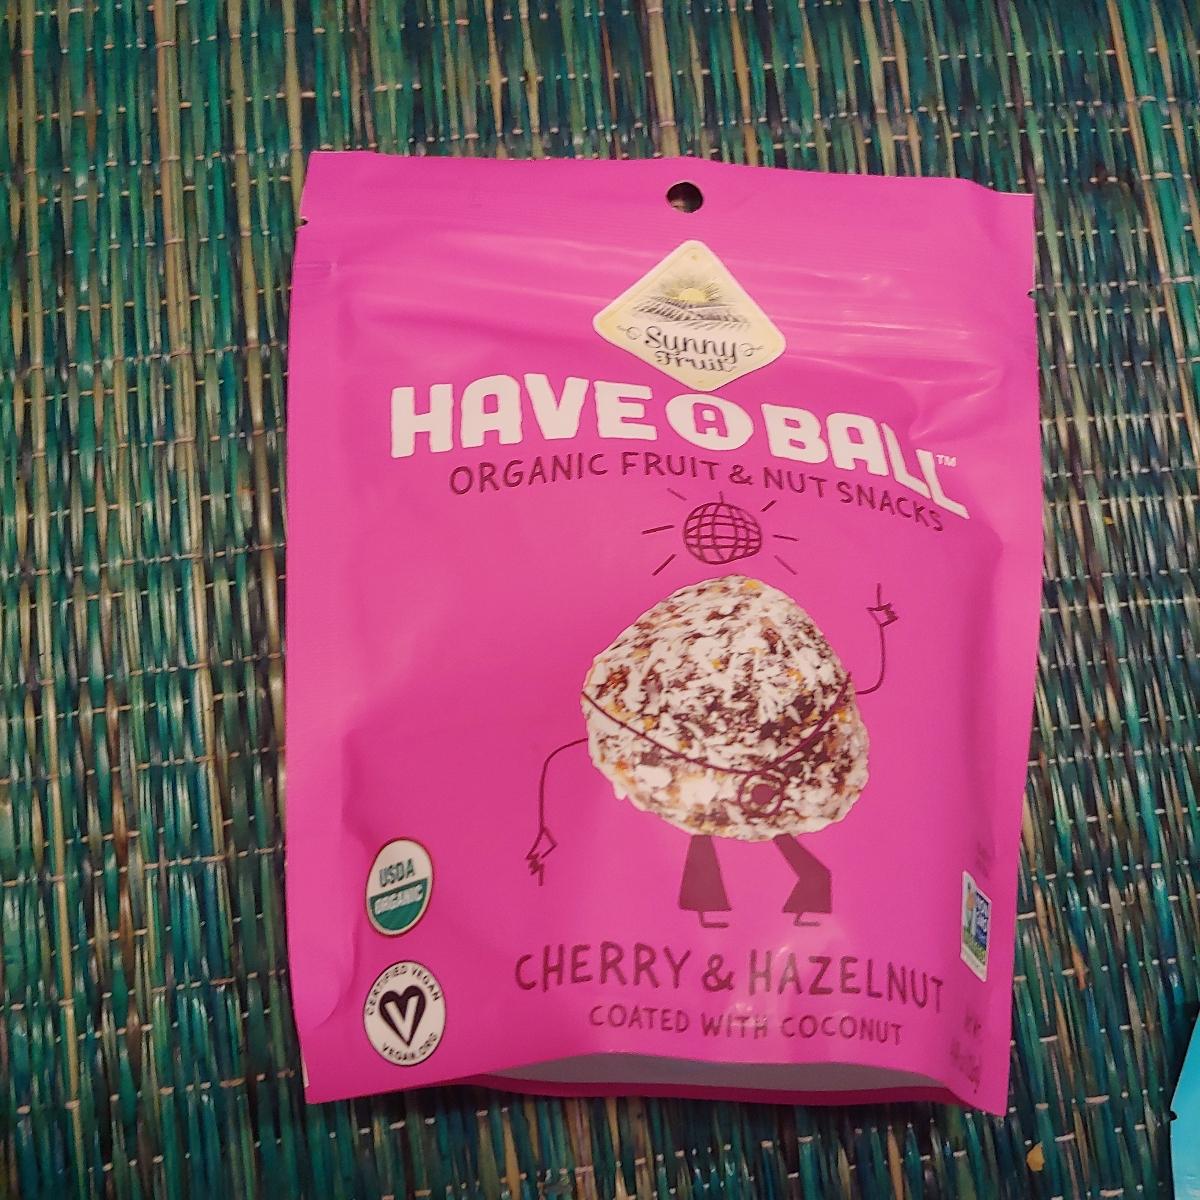 Sunny
Fruit
HAVE A BALL™
ORGANIC FRUIT & NUT SNACKS
USDA
ORGANIC
CERTIFIED VEGAN
VEGAN.ORG
CHERRY & HAZELNUT
COATED WITH COCONUT